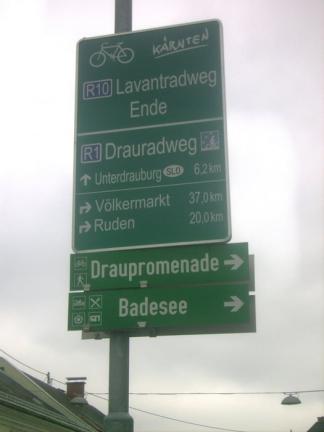 KÄRNTEN
R10 Lavantradweg
Ende
R1 Drauradweg
Unterdrauburg SLO 6,2 km
Völkermarkt 37,0 km
Ruden 20,0 km
Draupromenade
Badesee